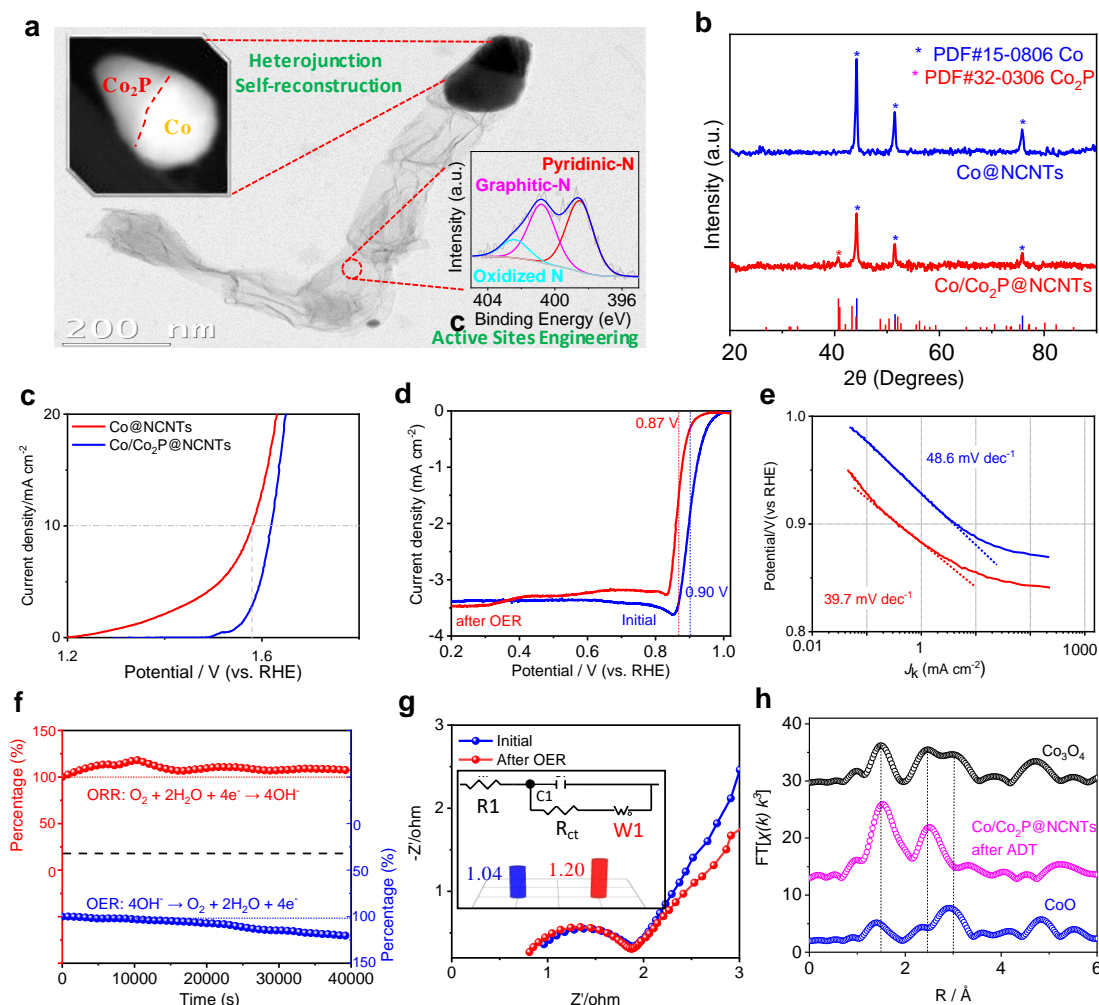 a
Co₂P
Co
Heterojunction
Self-reconstruction
200 nm
Pyridinic-N
Graphitic-N
Oxidized N
Intensity (a.u.)
404 400 396
Binding Energy (eV)
c
Active Sites Engineering
b
* PDF#15-0806 Co
* PDF#32-0306 Co₂P
* * *
Co@NCNTs
* * * *
Co/Co₂P@NCNTs
Intensity (a.u.)
20 40 60 80
2θ (Degrees)
c
20
10
0
Current density/mA cm⁻²
Co@NCNTs
Co/Co₂P@NCNTs
1.2 1.6
Potential / V (vs. RHE)
d
0
-1
-2
-3
-4
Current density (mA cm⁻²)
0.87 V
0.90 V
after OER
Initial
0.2 0.4 0.6 0.8 1.0
Potential / V (vs. RHE)
e
1.0
0.9
0.8
Potential/V(vs RHE)
48.6 mV dec⁻¹
39.7 mV dec⁻¹
0.01 1 1000
Jk (mA cm⁻²)
f
150
100
50
0
Percentage (%)
ORR: O₂ + 2H₂O + 4e⁻ → 4OH⁻
OER: 4OH⁻ → O₂ + 2H₂O + 4e⁻
0
50
100
150
Percentage (%)
0 10000 20000 30000 40000
Time (s)
g
-3
-2
-1
0
-Z'/ohm
Initial
After OER
R1
C1
Rct
W1
1.04
1.20
0 1 2 3
Z'/ohm
h
40
30
20
10
0
FT[χ(k) k³]
Co₃O₄
Co/Co₂P@NCNTs
after ADT
CoO
0 2 4 6
R / Å